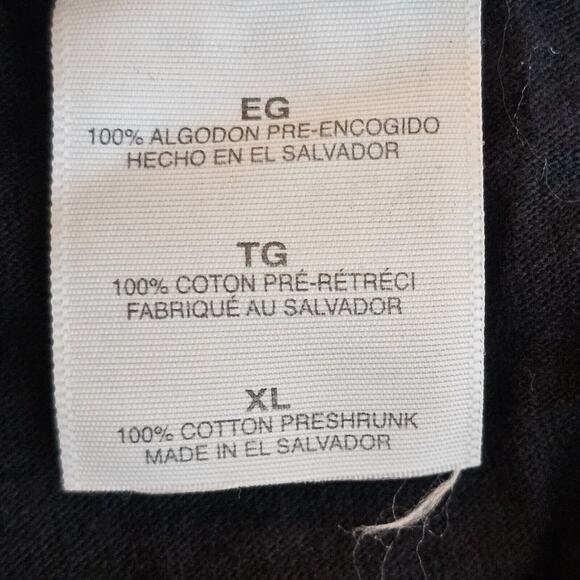 EG
100% ALGODON PRE-ENCOGIDO
HECHO EN EL SALVADOR
TG
100% COTON PRÉ-RÉTRÉCI
FABRIQUÉ AU SALVADOR
XL
100% COTTON PRESHRUNK
MADE IN EL SALVADOR